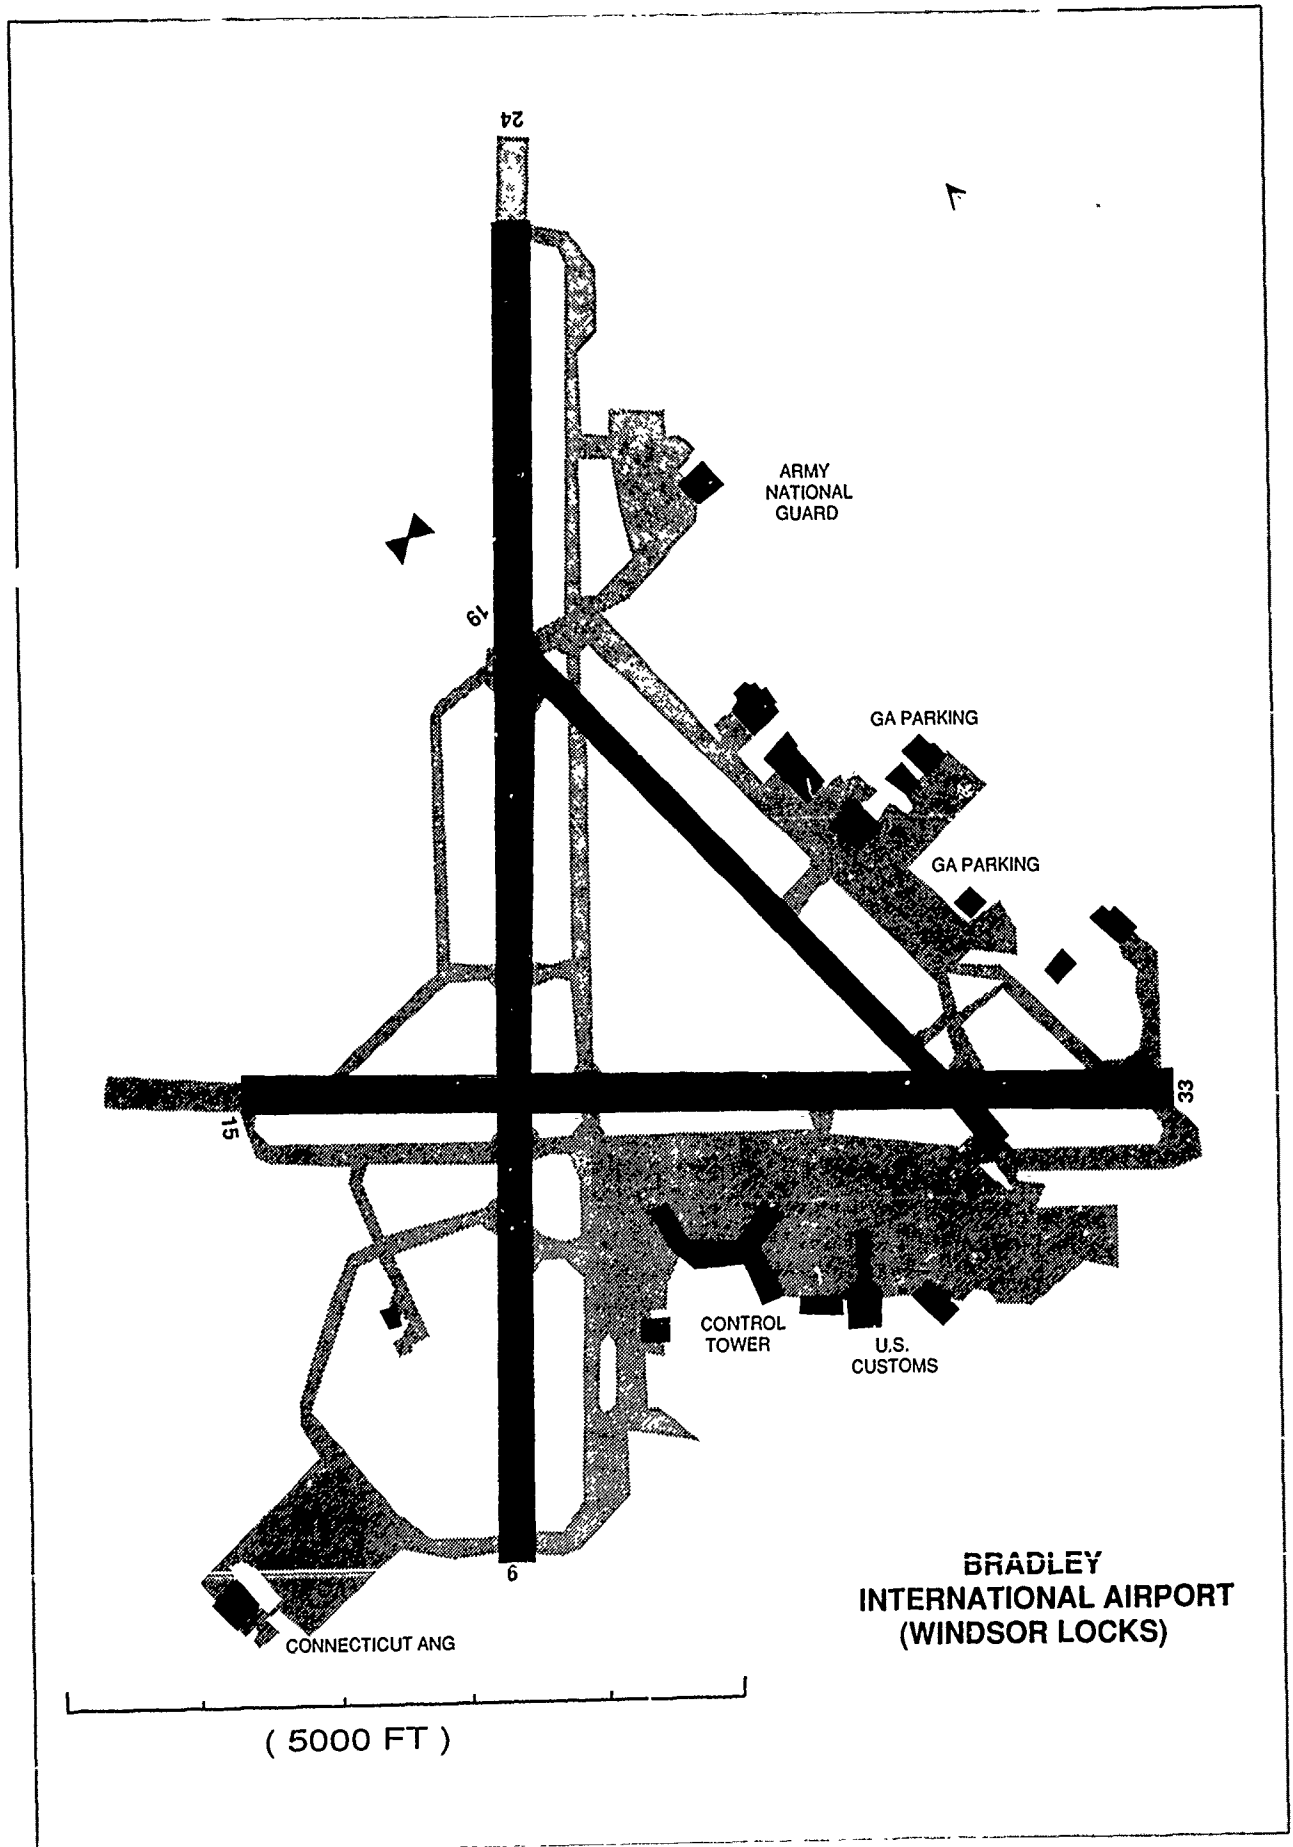 24
ARMY
NATIONAL
GUARD
19
GA PARKING
GA PARKING
33
15
CONTROL
TOWER
U.S.
CUSTOMS
6
BRADLEY
INTERNATIONAL AIRPORT
(WINDSOR LOCKS)
CONNECTICUT ANG
( 5000 FT )